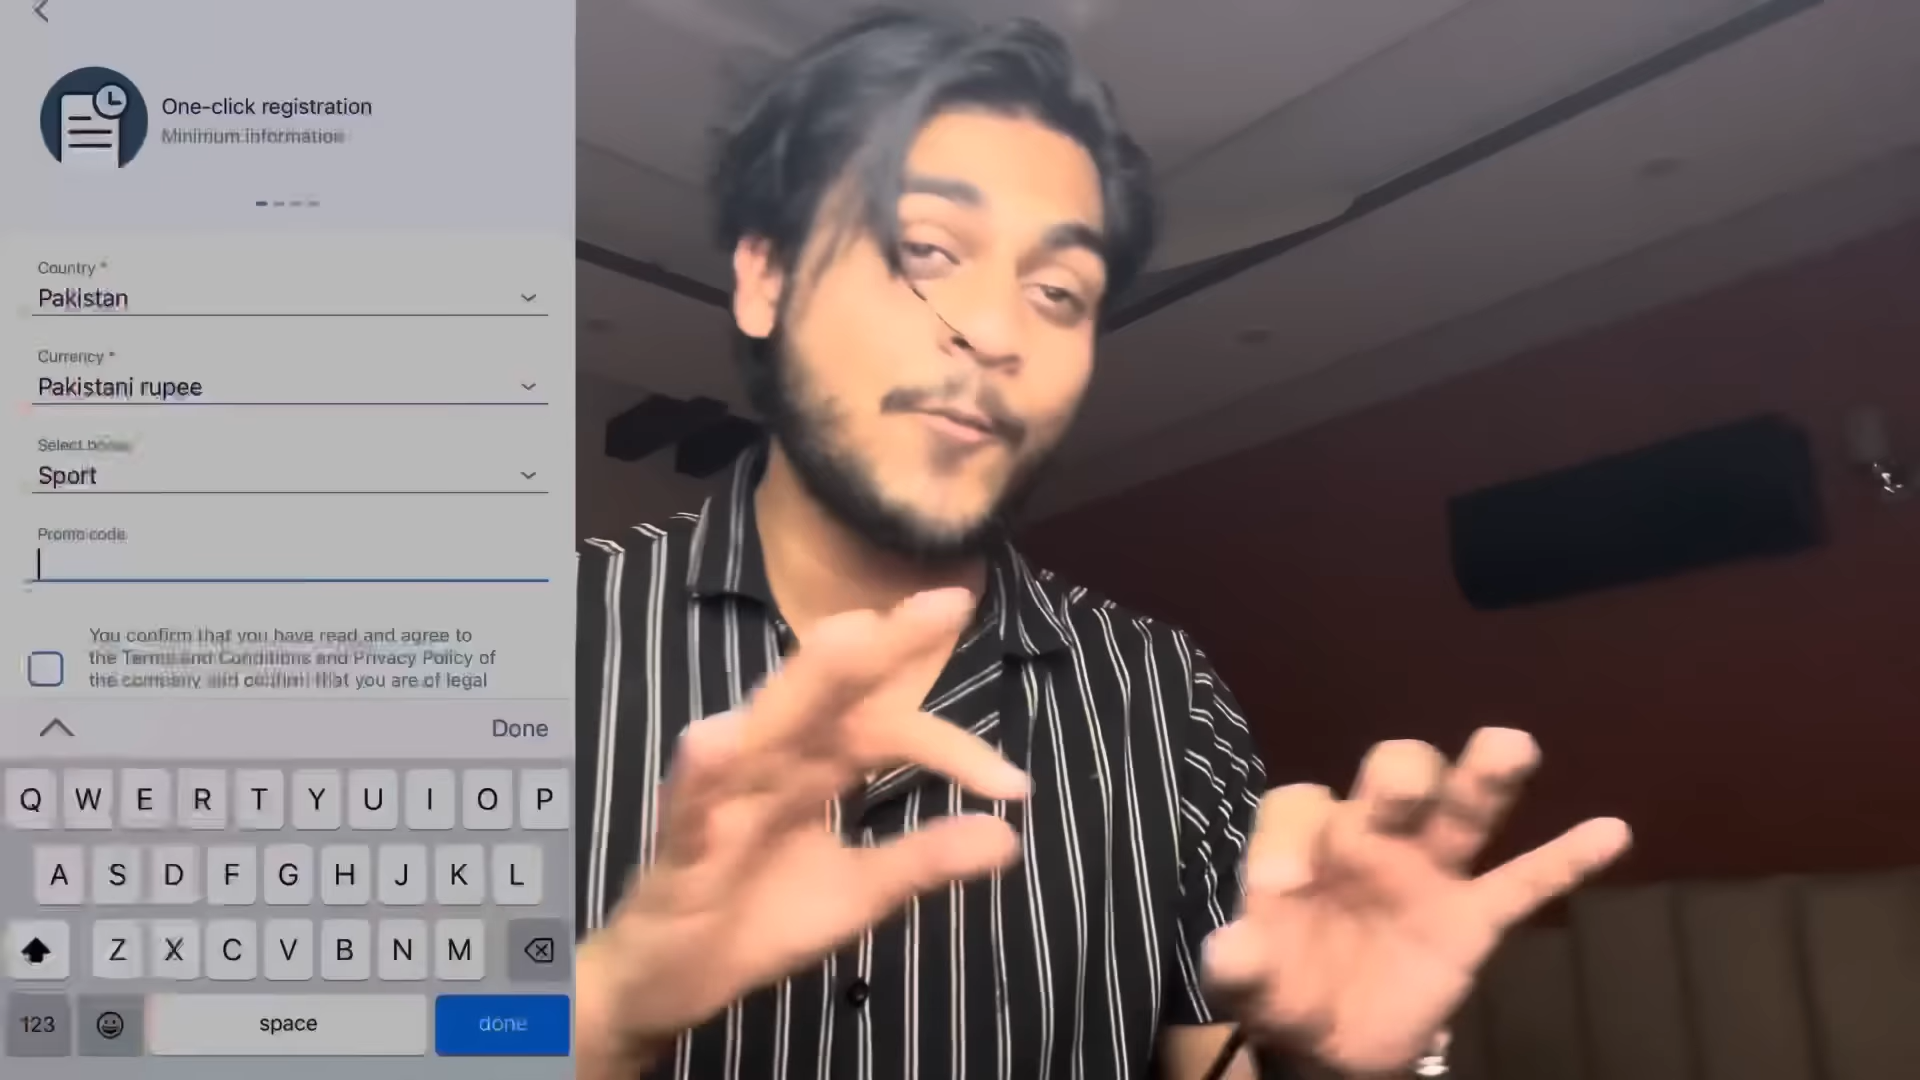 One-click registration
Minimum information
Country *
Pakistan
Currency *
Pakistani rupee
Select bonus
Sport
Promo code
You confirm that you have read and agree to
the Terms and Conditions and Privacy Policy of
the company and confirm that you are of legal
Done
Q W E R T Y U I O P
A S D F G H J K L
Z X C V B N M
123 space done